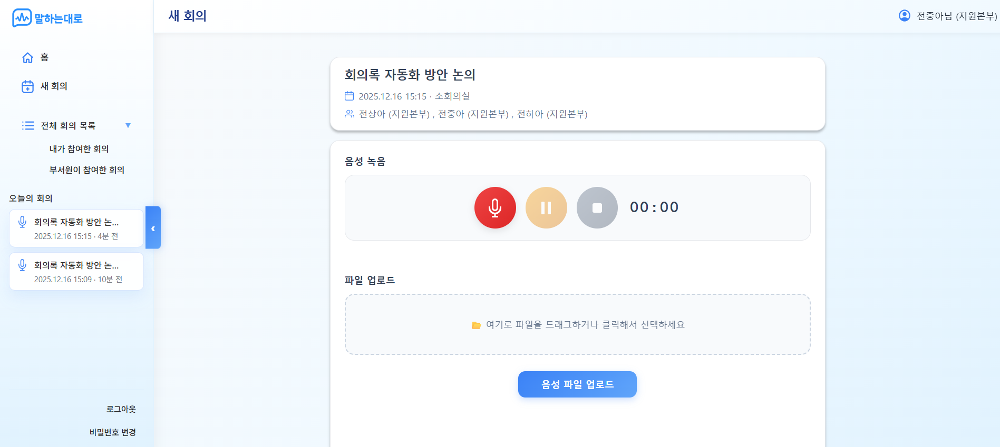 말하는대로
홈
새 회의
전체 회의 목록 ▼
내가 참여한 회의
부서원이 참여한 회의
오늘의 회의
회의록 자동화 방안 논...
2025.12.16 15:15 · 4분 전
회의록 자동화 방안 논...
2025.12.16 15:09 · 10분 전
로그아웃
비밀번호 변경
새 회의
전중아님 (지원본부)
회의록 자동화 방안 논의
2025.12.16 15:15 · 소회의실
전상아 (지원본부) , 전중아 (지원본부) , 전하아 (지원본부)
음성 녹음
00:00
파일 업로드
여기로 파일을 드래그하거나 클릭해서 선택하세요
음성 파일 업로드